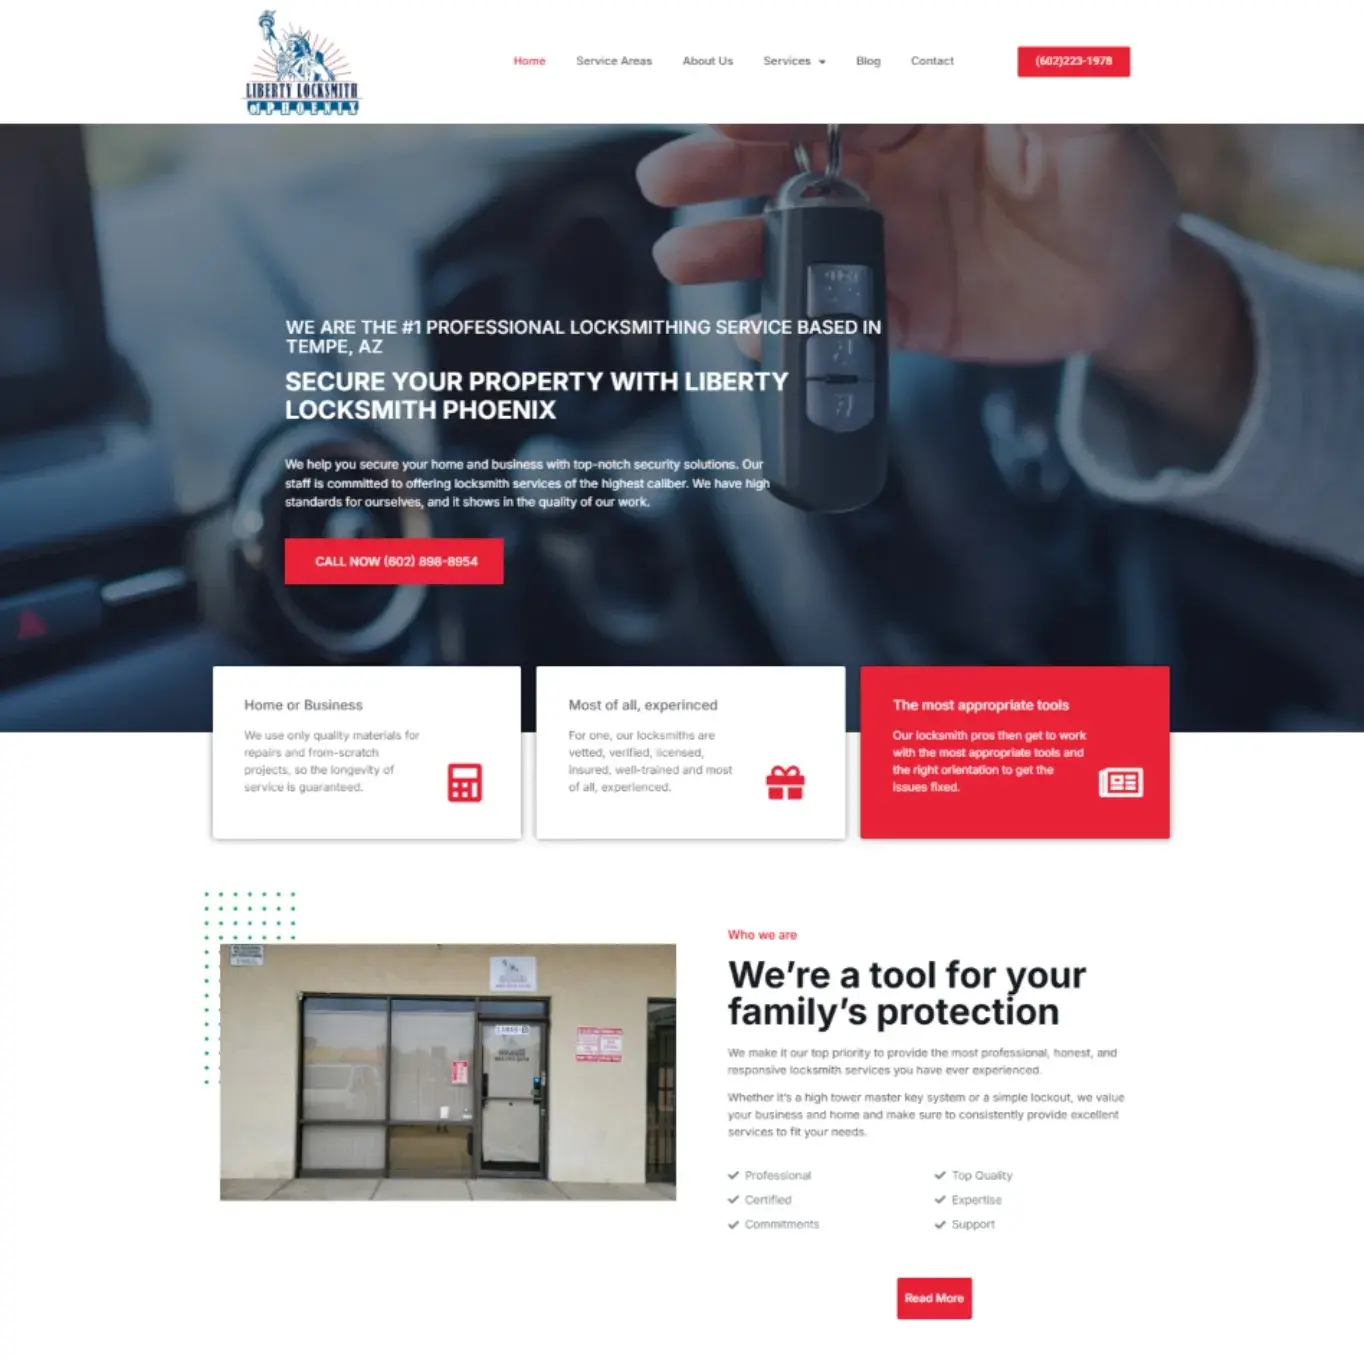 LIBERTY LOCKSMITH
of PHOENIX
Home
Service Areas
About Us
Services
Blog
Contact
(602)223-1978
WE ARE THE #1 PROFESSIONAL LOCKSMITHING SERVICE BASED IN
TEMPE, AZ
SECURE YOUR PROPERTY WITH LIBERTY
LOCKSMITH PHOENIX
We help you secure your home and business with top-notch security solutions. Our
staff is committed to offering locksmith services of the highest caliber. We have high
standards for ourselves, and it shows in the quality of our work.
CALL NOW (602) 898-8954
Home or Business
We use only quality materials for
repairs and from-scratch
projects, so the longevity of
service is guaranteed.
Most of all, experinced
For one, our locksmiths are
vetted, verified, licensed,
insured, well-trained and most
of all, experienced.
The most appropriate tools
Our locksmith pros then get to work
with the most appropriate tools and
the right orientation to get the
issues fixed.
Who we are
We're a tool for your
family's protection
We make it our top priority to provide the most professional, honest, and
responsive locksmith services you have ever experienced.
Whether it's a high tower master key system or a simple lockout, we value
your business and home and make sure to consistently provide excellent
services to fit your needs.
Professional
Top Quality
Certified
Expertise
Commitments
Support
Read More